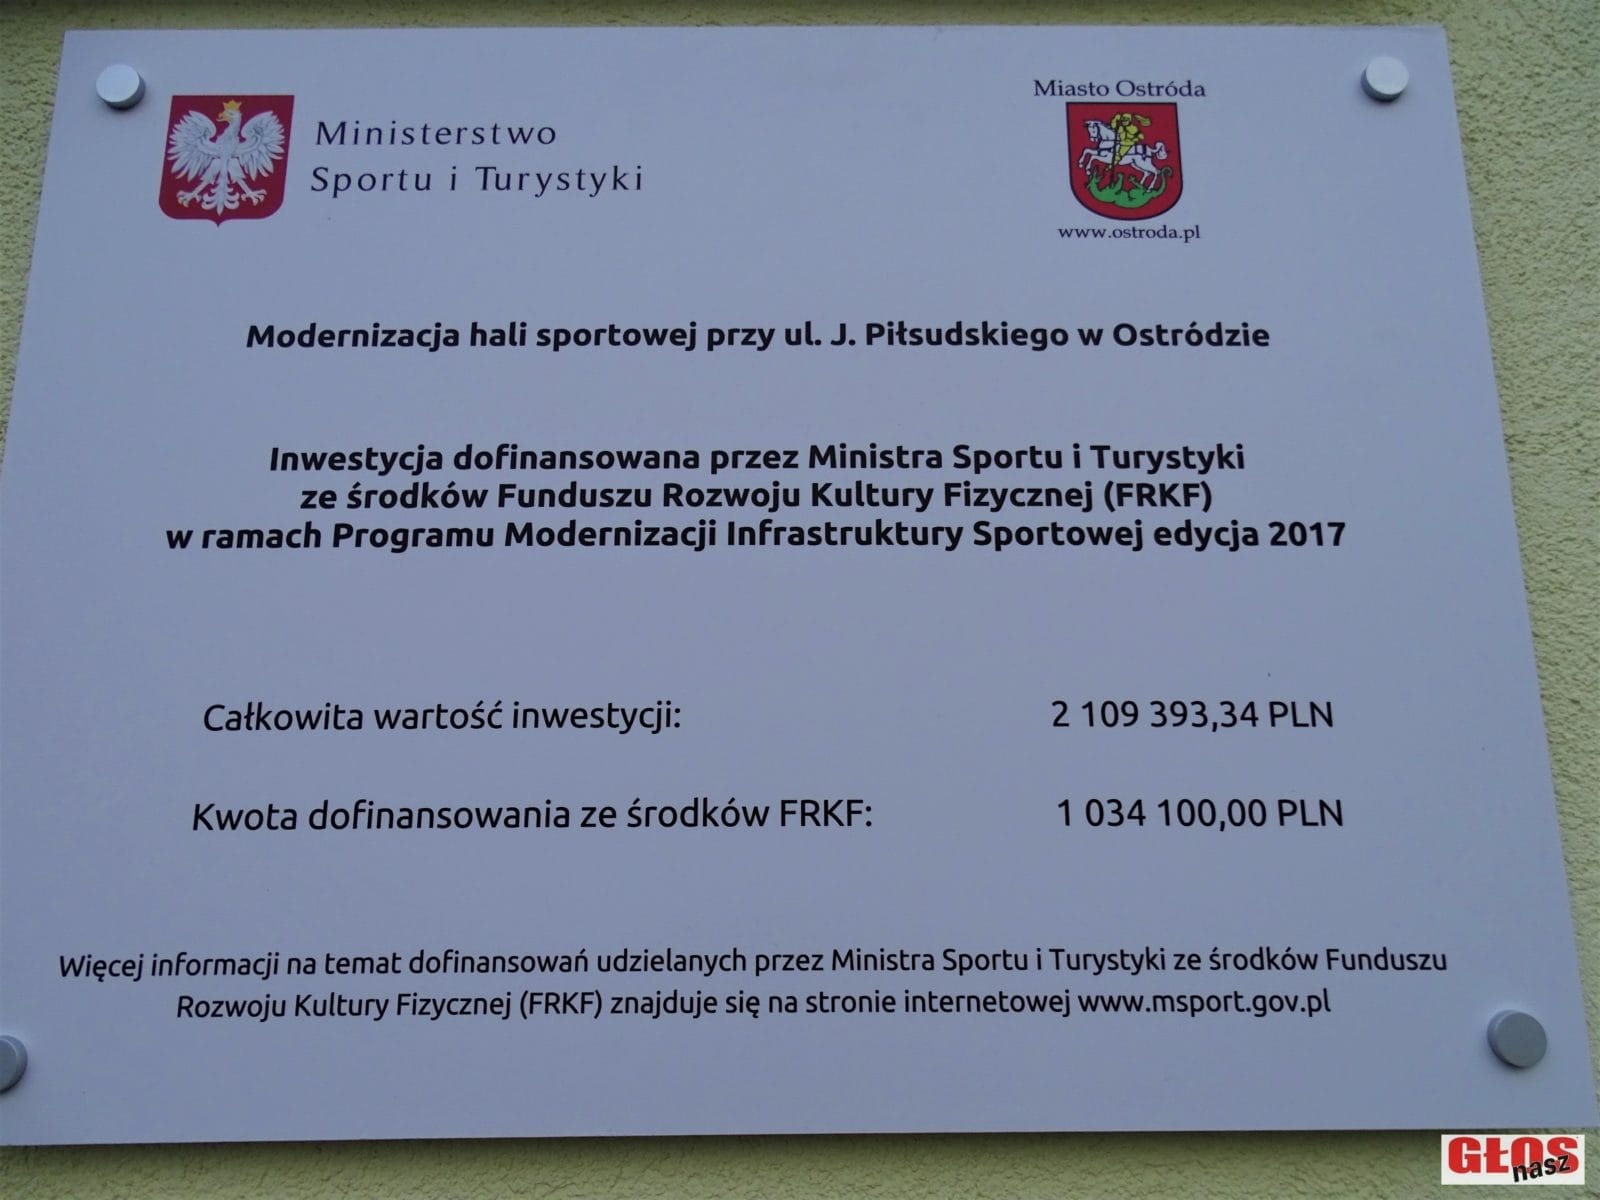 Ministerstwo
Sportu i Turystyki
Miasto Ostróda
www.ostroda.pl
Modernizacja hali sportowej przy ul. J. Piłsudskiego w Ostródzie
Inwestycja dofinansowana przez Ministra Sportu i Turystyki
ze środków Funduszu Rozwoju Kultury Fizycznej (FRKF)
w ramach Programu Modernizacji Infrastruktury Sportowej edycja 2017
Całkowita wartość inwestycji: 2 109 393,34 PLN
Kwota dofinansowania ze środków FRKF: 1 034 100,00 PLN
Więcej informacji na temat dofinansowań udzielanych przez Ministra Sportu i Turystyki ze środków Funduszu
Rozwoju Kultury Fizycznej (FRKF) znajduje się na stronie internetowej www.msport.gov.pl
GŁOS
nasz